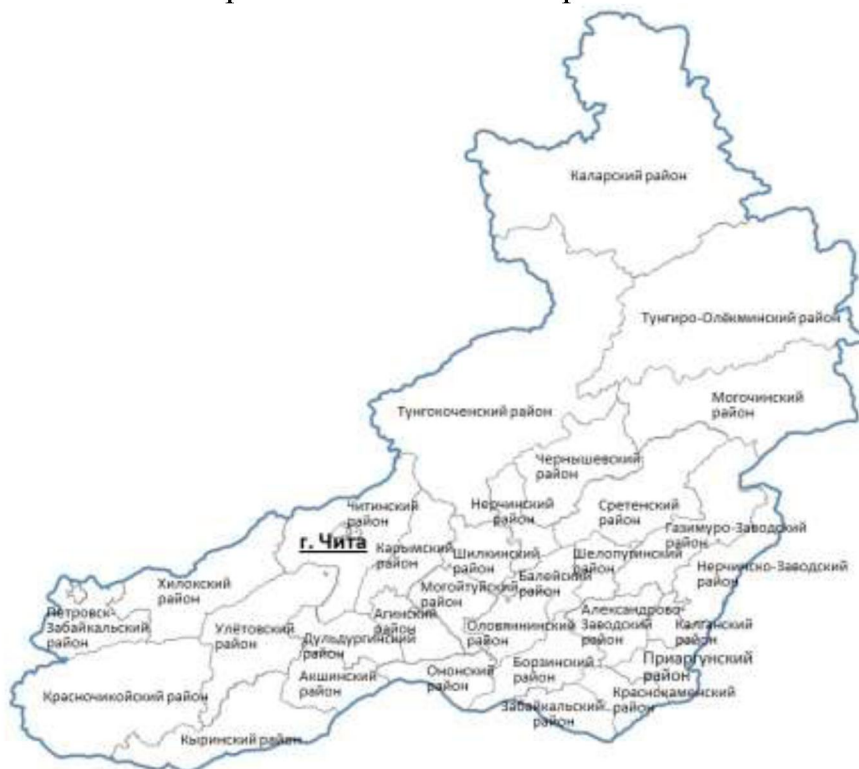 Каларский район
Тунгиро-Олёкминский район
Могочинский
район
Тунгокоченский район
Чернышевский
район
Нерчинский
район
Сретенский
район
Читинский
район
г. Чита
Карымский
район
Шилкинский
район
Шелопугинский
район
Газимуро-Заводский
район
Нерчинско-Заводский
район
Балейский
район
Могойтуйский
район
Хилокский
район
Петровск-
Забайкальский
район
Улётовский
район
Дульдургинский
район
Агинский
район
Оловяннинский
район
Александрово-
Заводский
район
Калганский
район
Приаргунский
район
Краснокаменский
район
Борзинский
район
Забайкальский
район
Ононский
район
Акшинский
район
Красночикойский район
Кыринский район